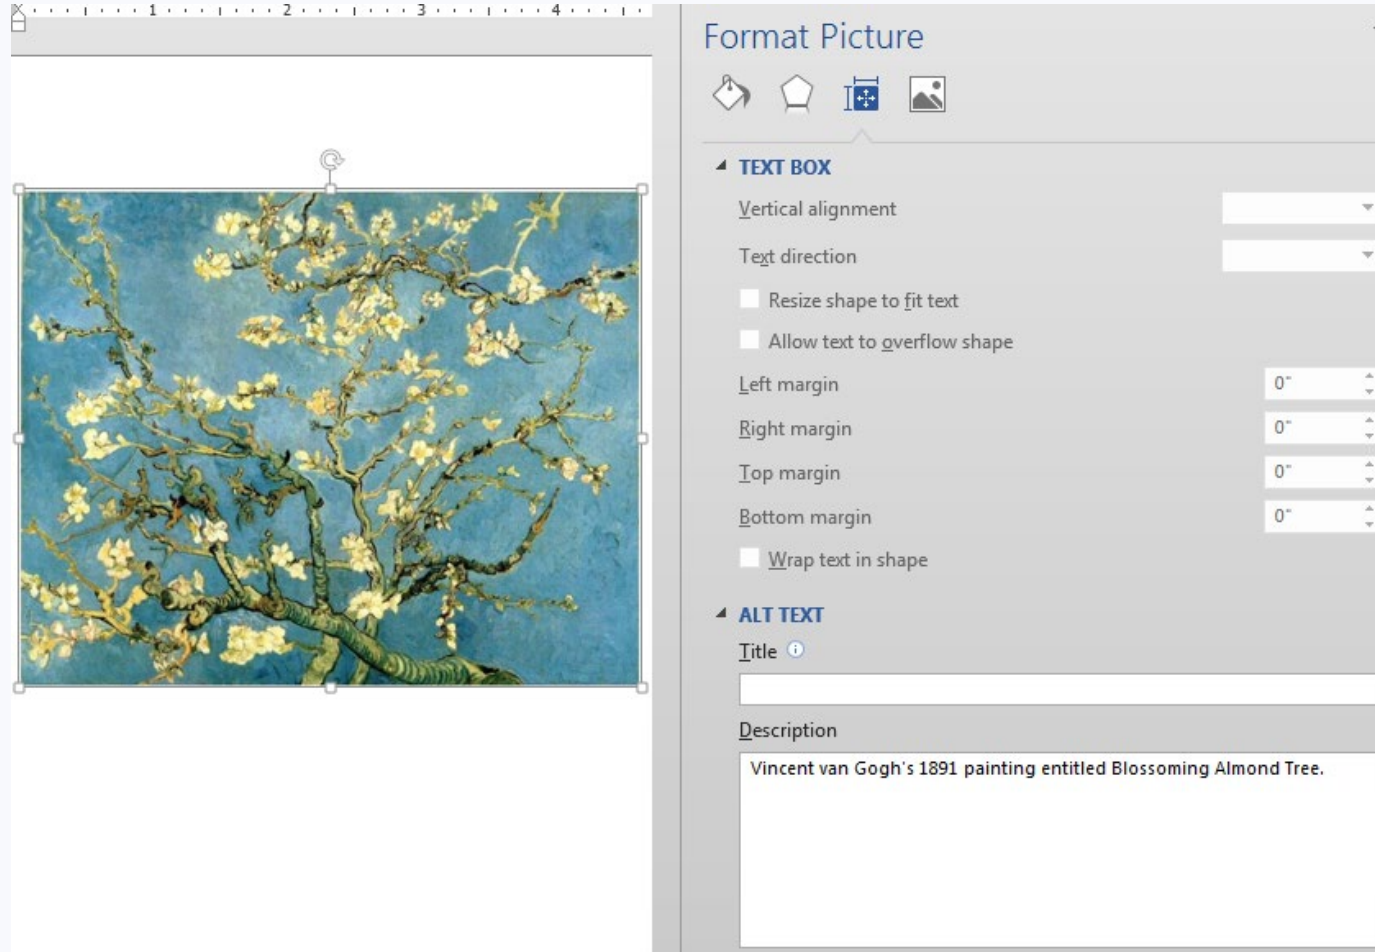 1 2 3 4
Format Picture
TEXT BOX
Vertical alignment
Text direction
Resize shape to fit text
Allow text to overflow shape
Left margin 0"
Right margin 0"
Top margin 0"
Bottom margin 0"
Wrap text in shape
ALT TEXT
Title
Description
Vincent van Gogh's 1891 painting entitled Blossoming Almond Tree.